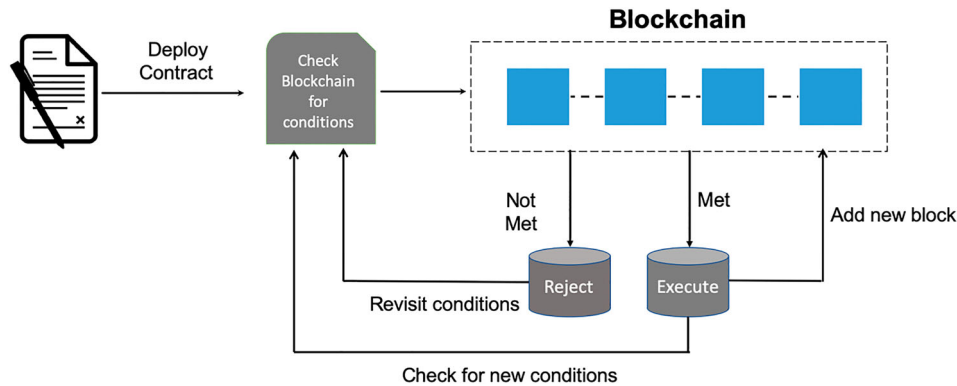 Blockchain
Deploy
Contract
Check
Blockchain
for
conditions
Not
Met
Met
Add new block
Reject
Execute
Revisit conditions
Check for new conditions